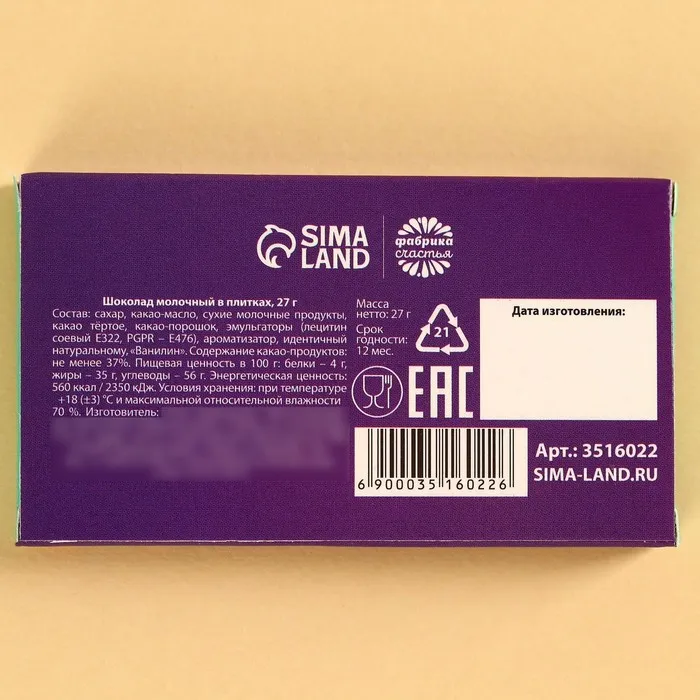 SIMA
LAND
фабрика
счастья
Шоколад молочный в плитках, 27 г
Состав: сахар, какао-масло, сухие молочные продукты,
какао тёртое, какао-порошок, эмульгаторы (лецитин
соевый Е322, PGPR – Е476), ароматизатор, идентичный
натуральному, «Ванилин». Содержание какао-продуктов:
не менее 37%. Пищевая ценность в 100 г: белки – 4 г,
жиры – 35 г, углеводы – 56 г. Энергетическая ценность:
560 ккал / 2350 кДж. Условия хранения: при температуре
+18 (±3) °С и максимальной относительной влажности
70 %. Изготовитель:
Масса
нетто: 27 г
Срок
годности:
12 мес.
21
EAC
Дата изготовления:
6 900035 160226
Арт.: 3516022
SIMA-LAND.RU